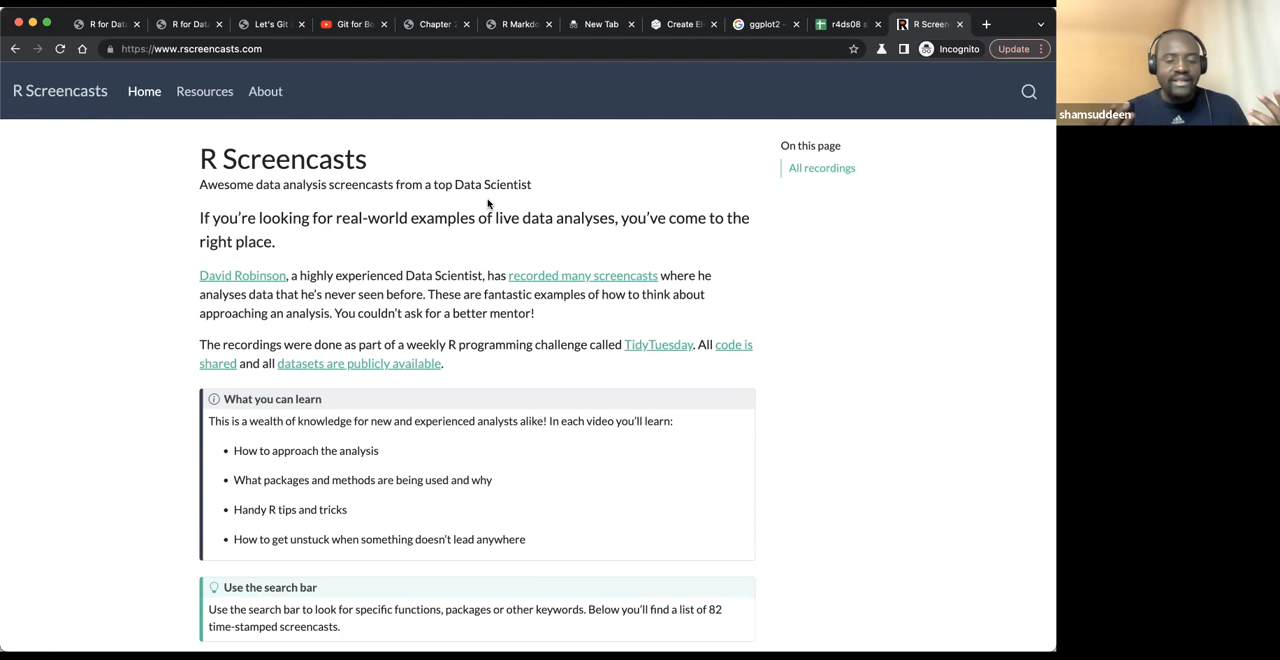 R for Dat
R for Dat
Let's Git
Git for Bo
Chapter
R Markdo
New Tab
Create El
ggplot2 -
r4ds08 s
R Screen
https://www.rscreencasts.com
Incognito
Update
R Screencasts Home Resources About
shamsuddeen
R Screencasts
Awesome data analysis screencasts from a top Data Scientist
On this page
All recordings
If you're looking for real-world examples of live data analyses, you've come to the
right place.
David Robinson, a highly experienced Data Scientist, has recorded many screencasts where he
analyses data that he's never seen before. These are fantastic examples of how to think about
approaching an analysis. You couldn't ask for a better mentor!
The recordings were done as part of a weekly R programming challenge called TidyTuesday. All code is
shared and all datasets are publicly available.
What you can learn
This is a wealth of knowledge for new and experienced analysts alike! In each video you'll learn:
• How to approach the analysis
• What packages and methods are being used and why
• Handy R tips and tricks
• How to get unstuck when something doesn't lead anywhere
Use the search bar
Use the search bar to look for specific functions, packages or other keywords. Below you'll find a list of 82
time-stamped screencasts.